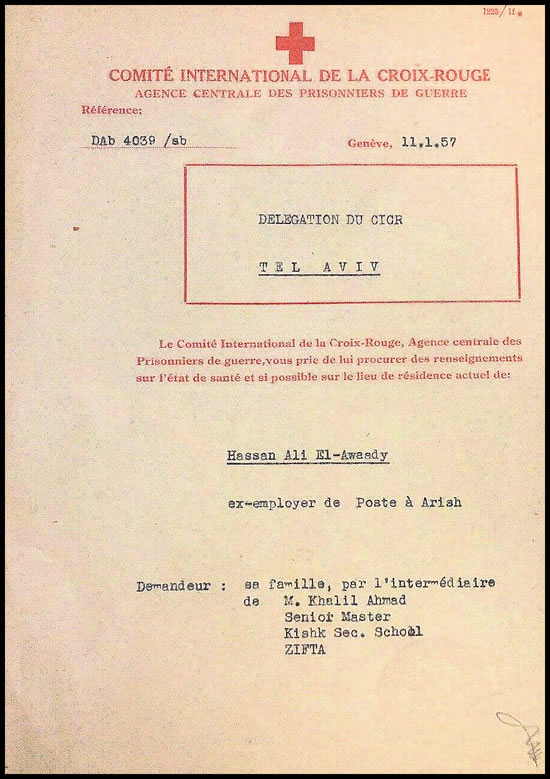 COMITÉ INTERNATIONAL DE LA CROIX-ROUGE
AGENCE CENTRALE DES PRISONNIERS DE GUERRE
Référence:
DAb 4039 /sb
Genève, 11.1.57
DELEGATION DU CICR
TEL AVIV
Le Comité International de la Croix-Rouge, Agence centrale des
Prisonniers de guerre, vous prie de lui procurer des renseignements
sur l'état de santé et si possible sur le lieu de résidence actuel de:
Hassan Ali El-Awaady
ex-employer de Poste à Arish
Demandeur : sa famille, par l'intermédiaire
de M. Khalil Ahmad
Senior Master
Kishk Sec. School
ZIFTA